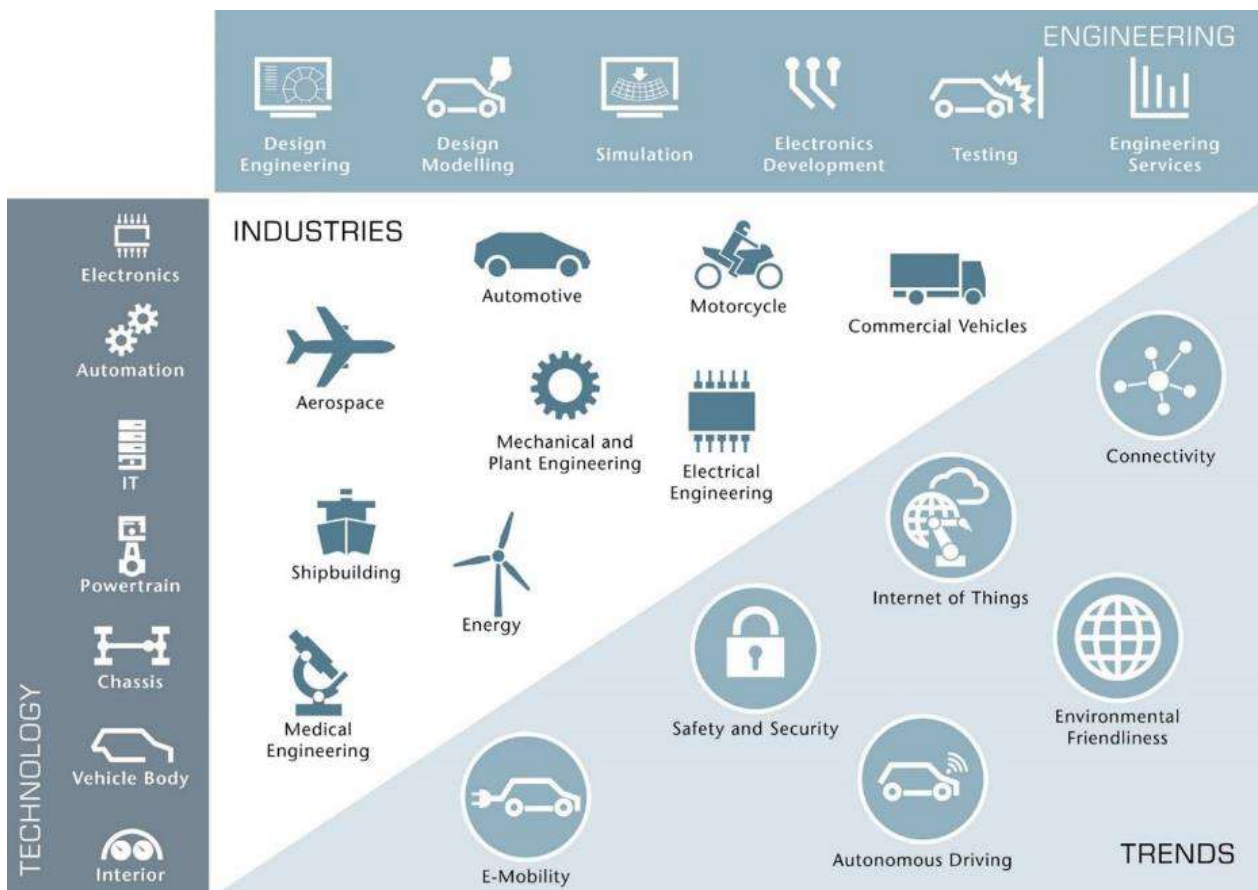 ENGINEERING
Design
Engineering
Design
Modelling
Simulation
Electronics
Development
Testing
Engineering
Services
TECHNOLOGY
Electronics
Automation
IT
Powertrain
Chassis
Vehicle Body
Interior
INDUSTRIES
Automotive
Motorcycle
Commercial Vehicles
Aerospace
Mechanical and
Plant Engineering
Electrical
Engineering
Shipbuilding
Energy
Medical
Engineering
Connectivity
Internet of Things
Safety and Security
Environmental
Friendliness
E-Mobility
Autonomous Driving
TRENDS